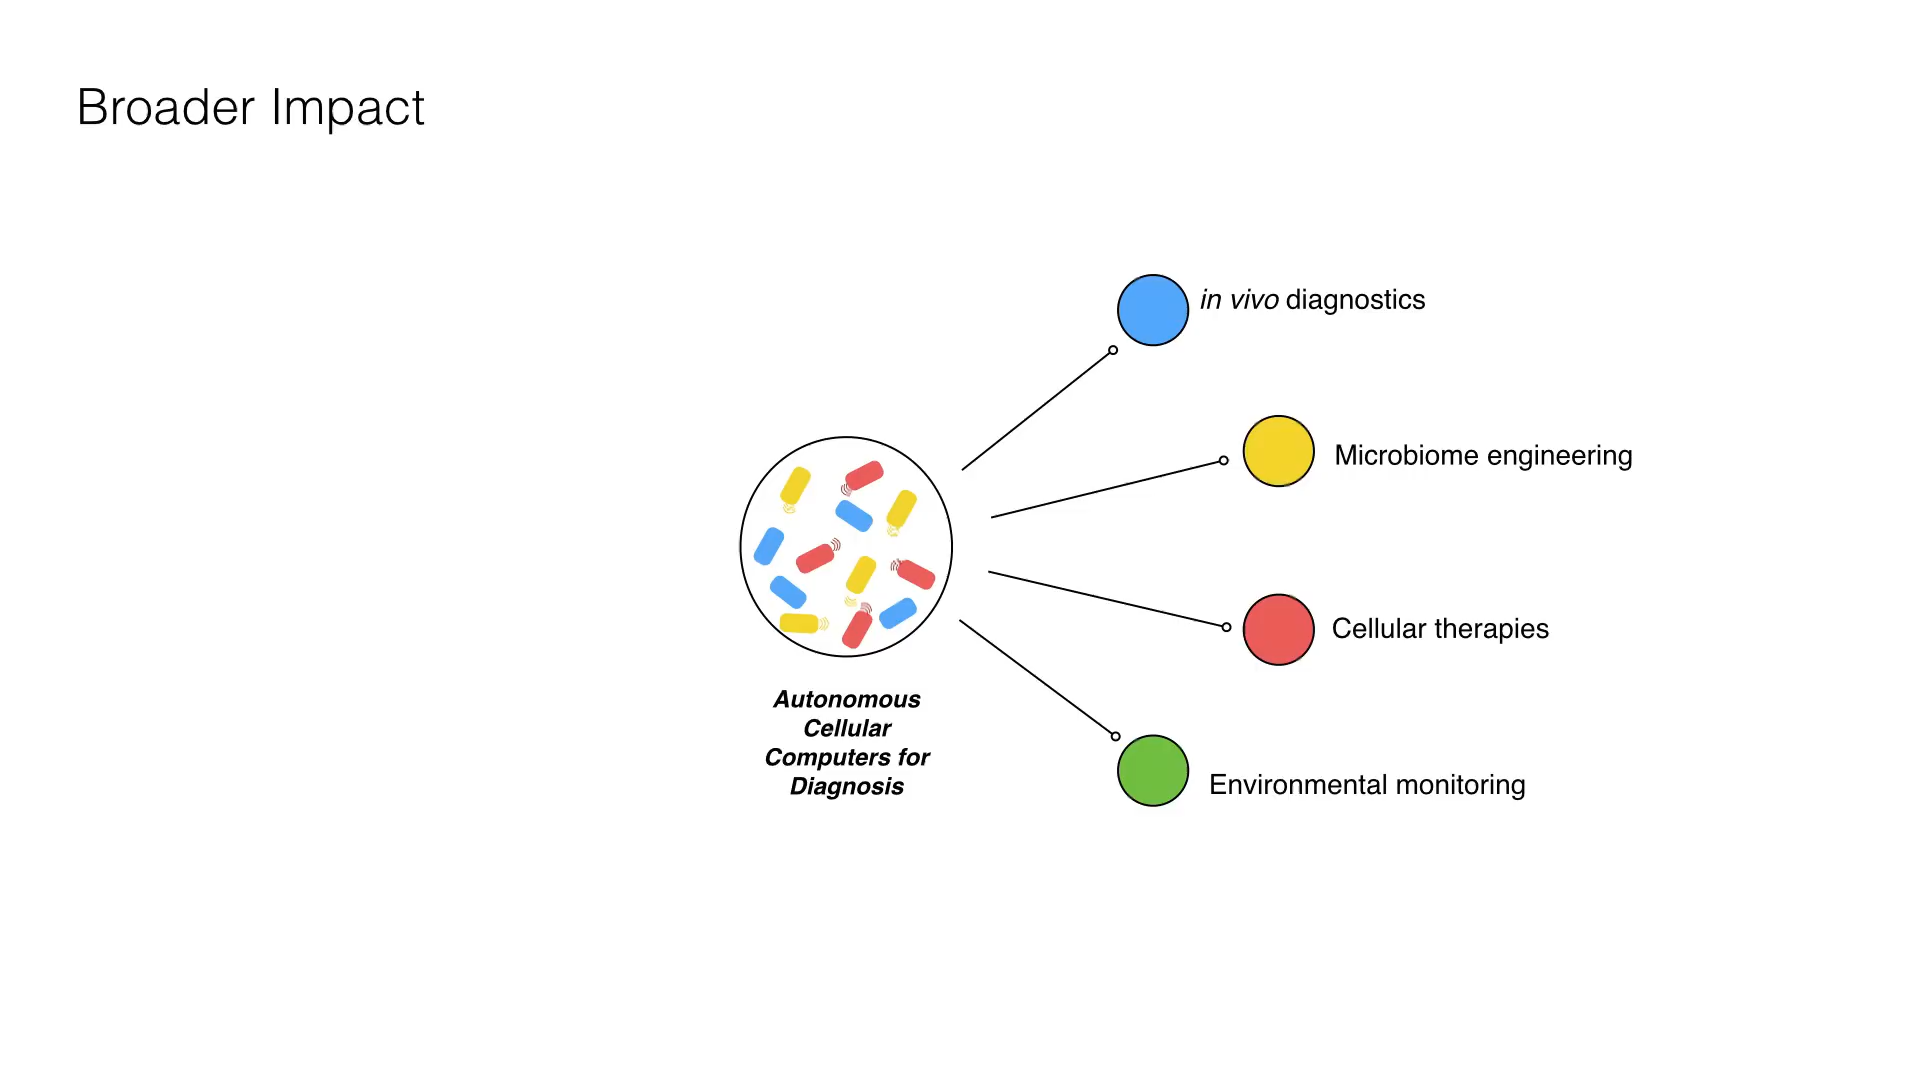 Broader Impact
in vivo diagnostics
Microbiome engineering
Cellular therapies
Environmental monitoring
Autonomous
Cellular
Computers for
Diagnosis